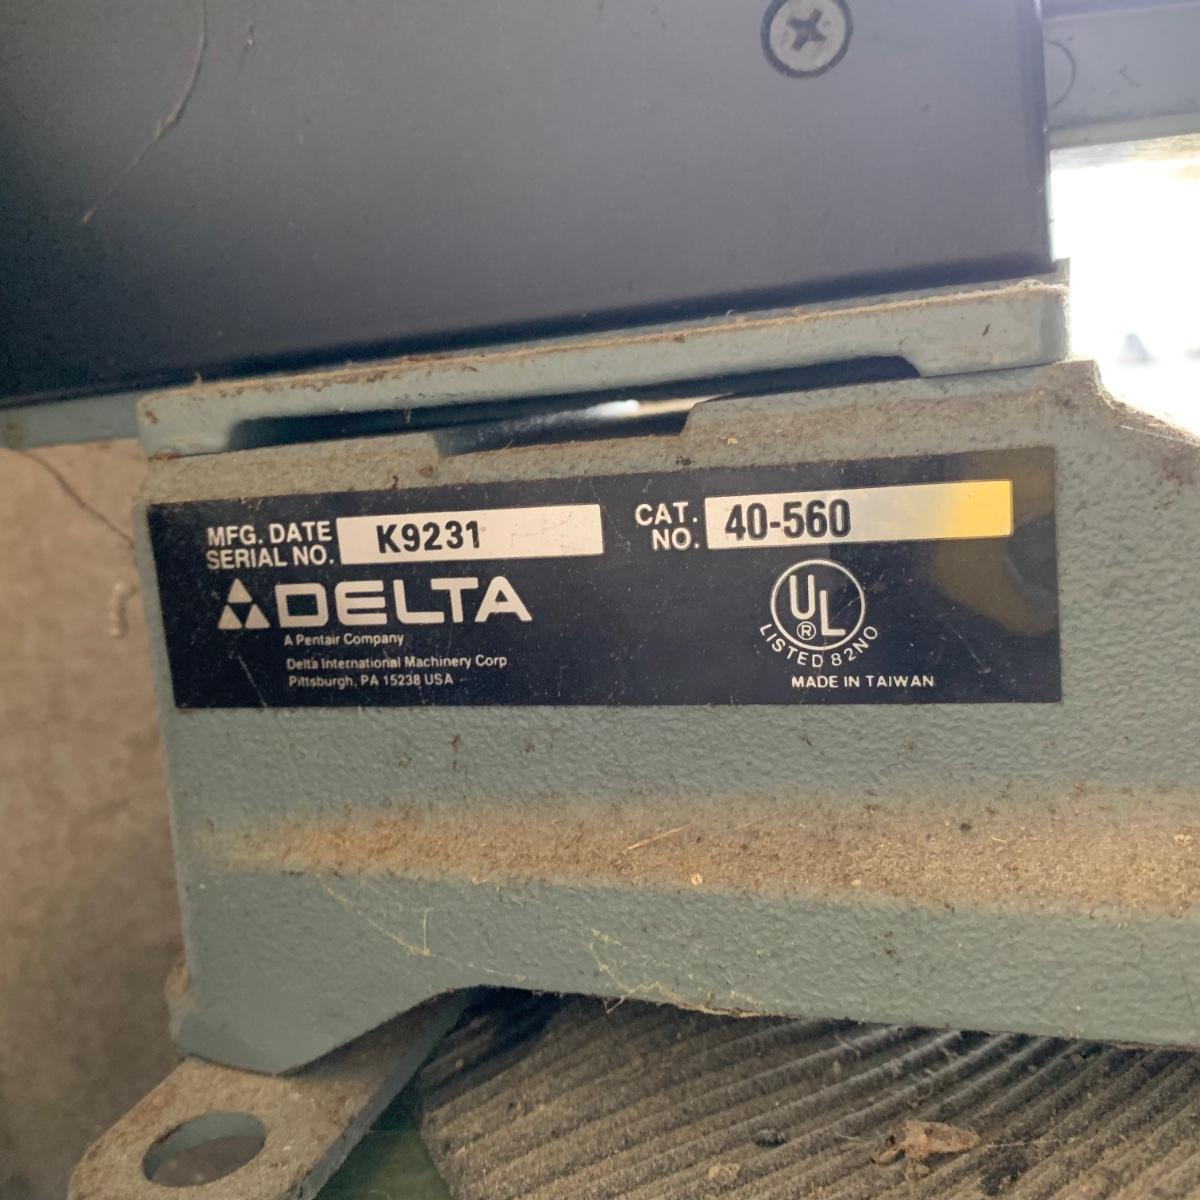 MFG. DATE
SERIAL NO.
K9231
CAT.
NO.
40-560
DELTA
A Pentair Company
Delta International Machinery Corp
Pittsburgh, PA 15238 USA
UL
®
LISTED 82NO
MADE IN TAIWAN